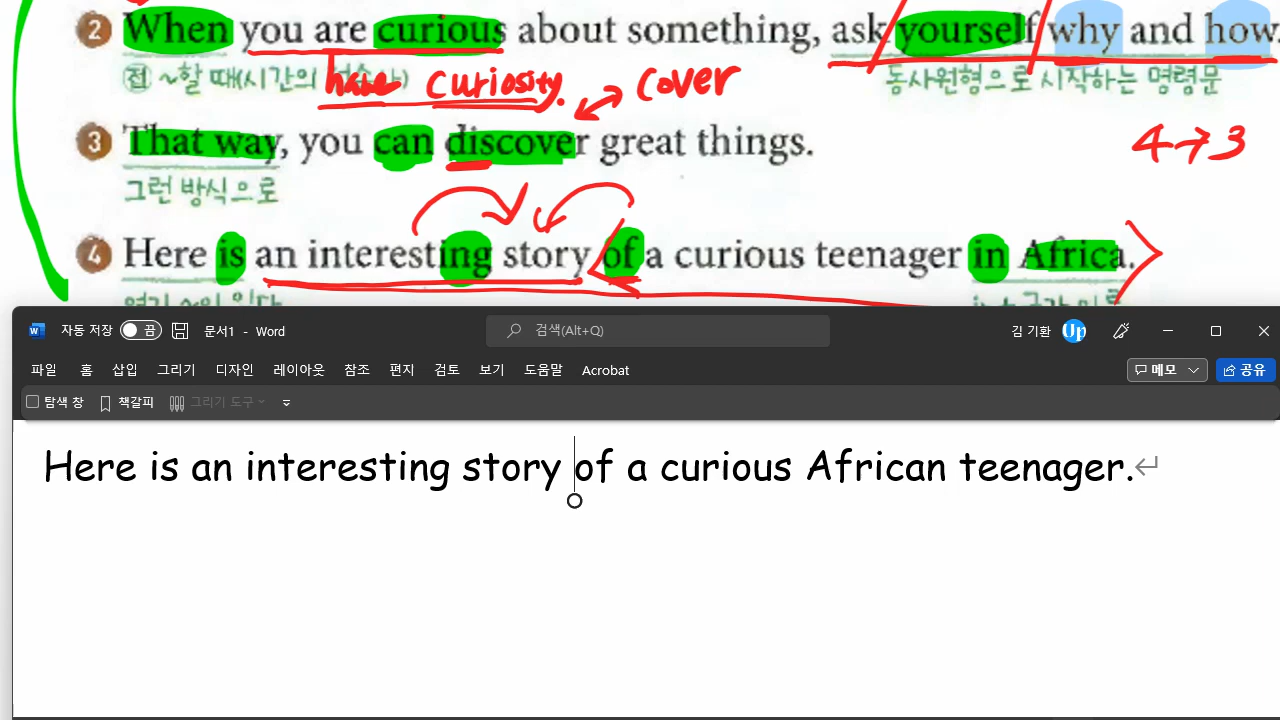 2 When you are curious about something, ask yourself why and how.
접 ~할 때(시간의
동사원형으로 시작하는 명령문
have curiosity. cover
3 That way, you can discover great things.
4→3
그런 방식으로
4 Here is an interesting story of a curious teenager in Africa.
자동 저장 끔 문서1 - Word 검색(Alt+Q) 김 기환 Up
파일 홈 삽입 그리기 디자인 레이아웃 참조 편지 검토 보기 도움말 Acrobat 메모 공유
탐색 창 책갈피 그리기 도구
Here is an interesting story of a curious African teenager.